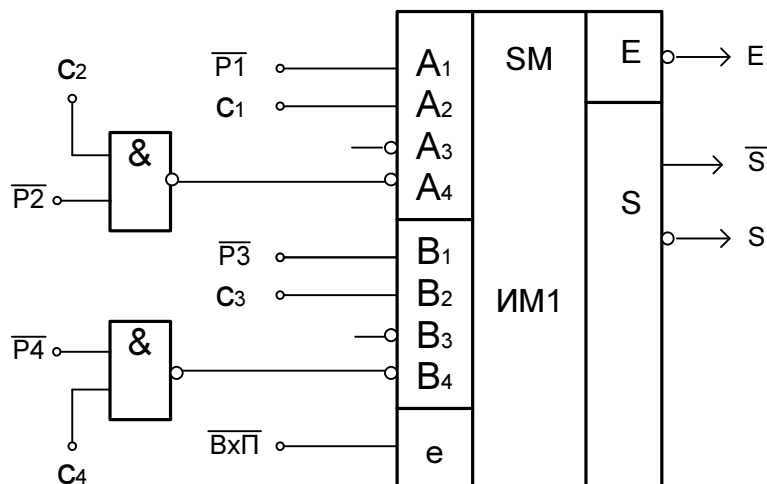 P1 A1 SM E E
c2 c1 A2
& A3 S
P2 A4 S
P3 B1 S
c3 B2 ИМ1
P4 & B3
B4
ВхП e
c4